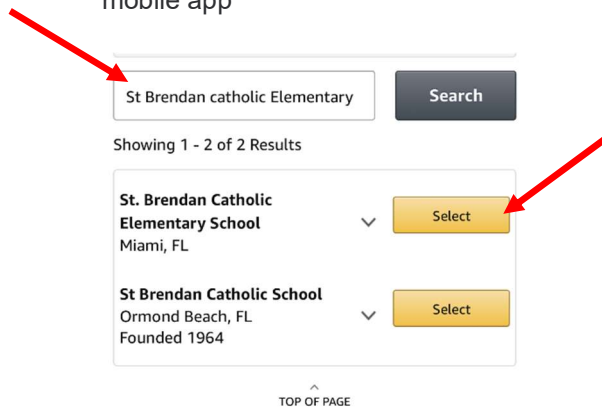 mobile app
St Brendan catholic Elementary
Search
Showing 1 - 2 of 2 Results
St. Brendan Catholic
Elementary School
Select
Miami, FL
St Brendan Catholic School
Ormond Beach, FL
Select
Founded 1964
TOP OF PAGE